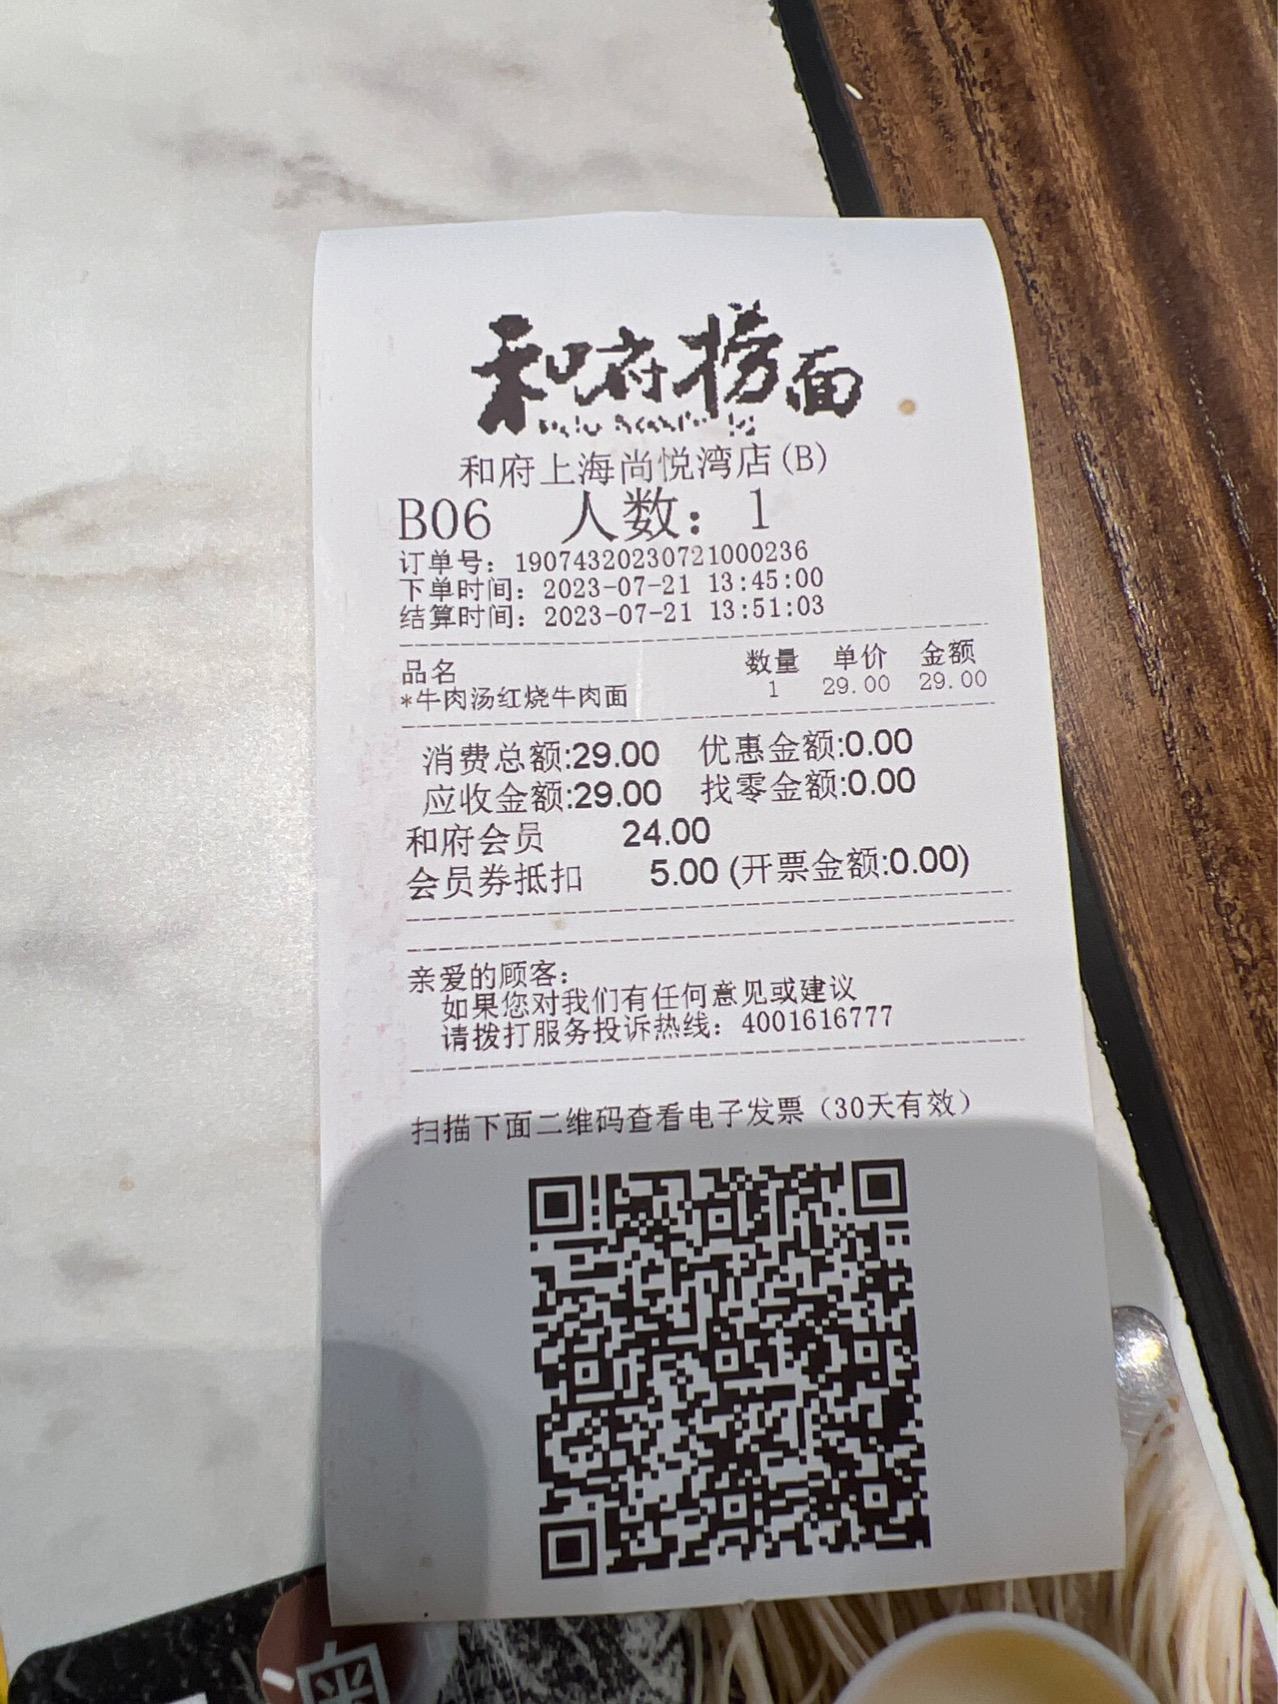 和府捞面
和府上海尚悦湾店(B)
B06 人数：1
订单号：19074320230721000236
下单时间：2023-07-21 13:45:00
结算时间：2023-07-21 13:51:03
品名 数量 单价 金额
*牛肉汤红烧牛肉面 1 29.00 29.00
消费总额:29.00 优惠金额:0.00
应收金额:29.00 找零金额:0.00
和府会员 24.00
会员券抵扣 5.00 (开票金额:0.00)
亲爱的顾客：
如果您对我们有任何意见或建议
请拨打服务投诉热线：4001616777
扫描下面二维码查看电子发票（30天有效）